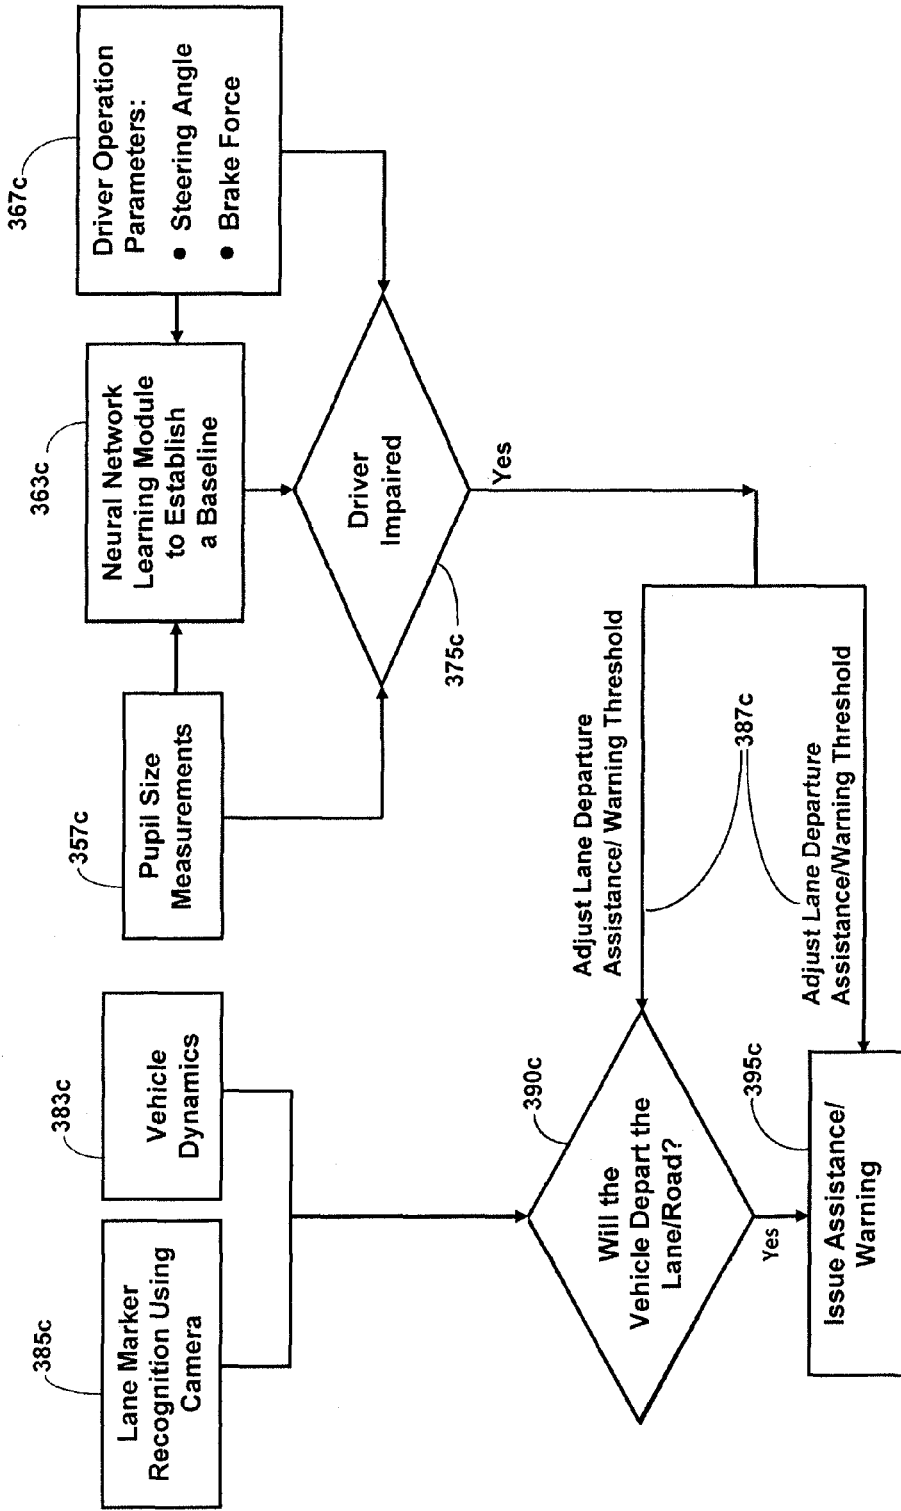 385c
Lane Marker
Recognition Using
Camera
383c
Vehicle
Dynamics
357c
Pupil Size
Measurements
363c
Neural Network
Learning Module
to Establish
a Baseline
367c
Driver Operation
Parameters:
● Steering Angle
● Brake Force
Driver
Impaired
375c
Yes
Adjust Lane Departure
Assistance/ Warning Threshold
387c
Adjust Lane Departure
Assistance/Warning Threshold
390c
Will the
Vehicle Depart the
Lane/Road?
Yes
395c
Issue Assistance/
Warning